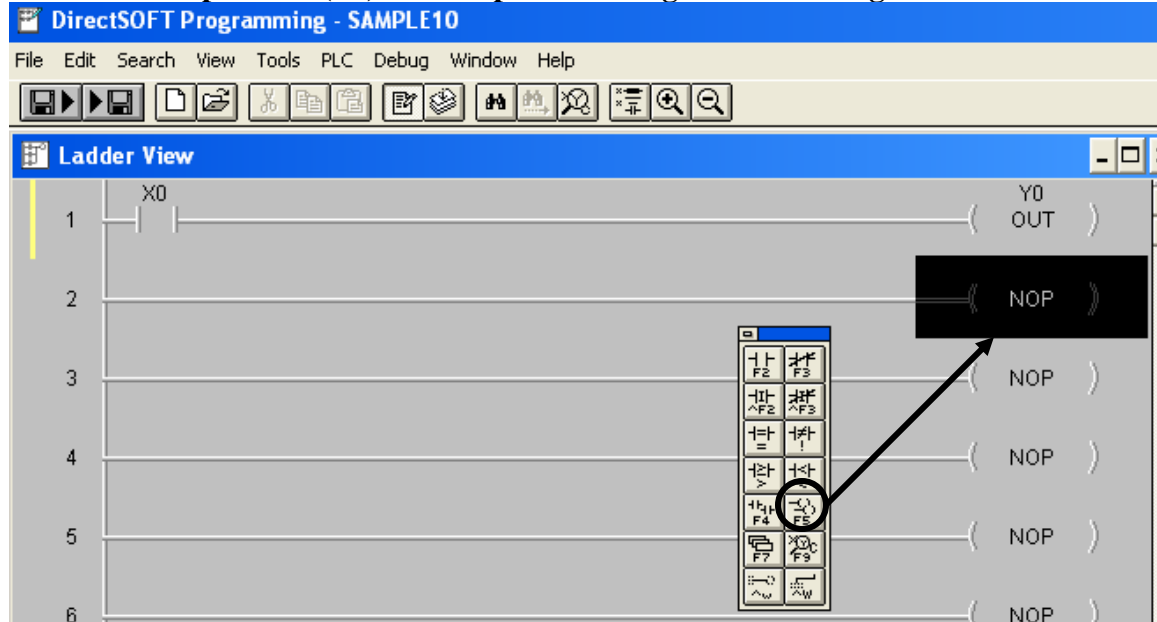 DirectSOFT Programming - SAMPLE10
File Edit Search View Tools PLC Debug Window Help
Ladder View
X0 Y0
1 OUT
2 NOP
3 NOP
4 NOP
5 NOP
6 NOP
F2 F3
^F2 ^F3
= !
> <
F4 F5
F7 F9
^W ^W